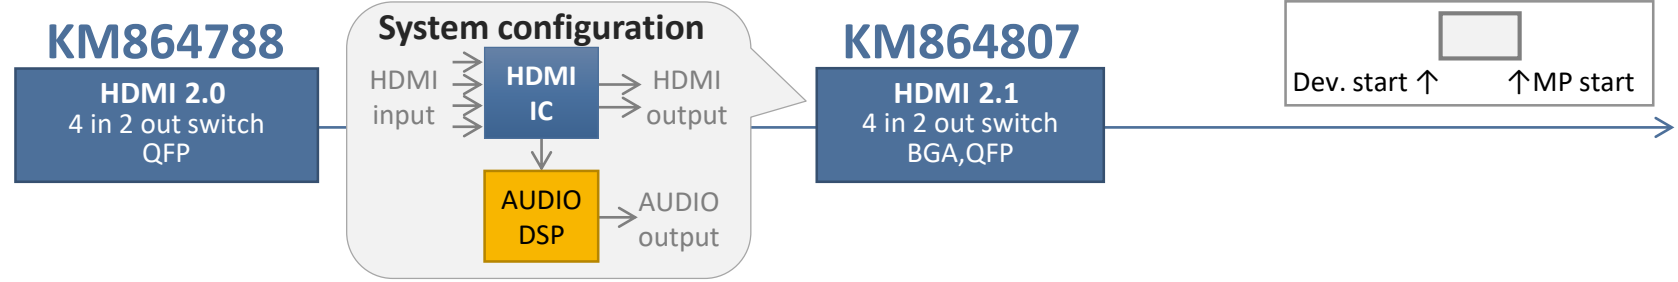 KM864788
HDMI 2.0
4 in 2 out switch
QFP
System configuration
HDMI
input
HDMI
IC
HDMI
output
AUDIO
DSP
AUDIO
output
KM864807
HDMI 2.1
4 in 2 out switch
BGA,QFP
Dev. start ↑ ↑MP start